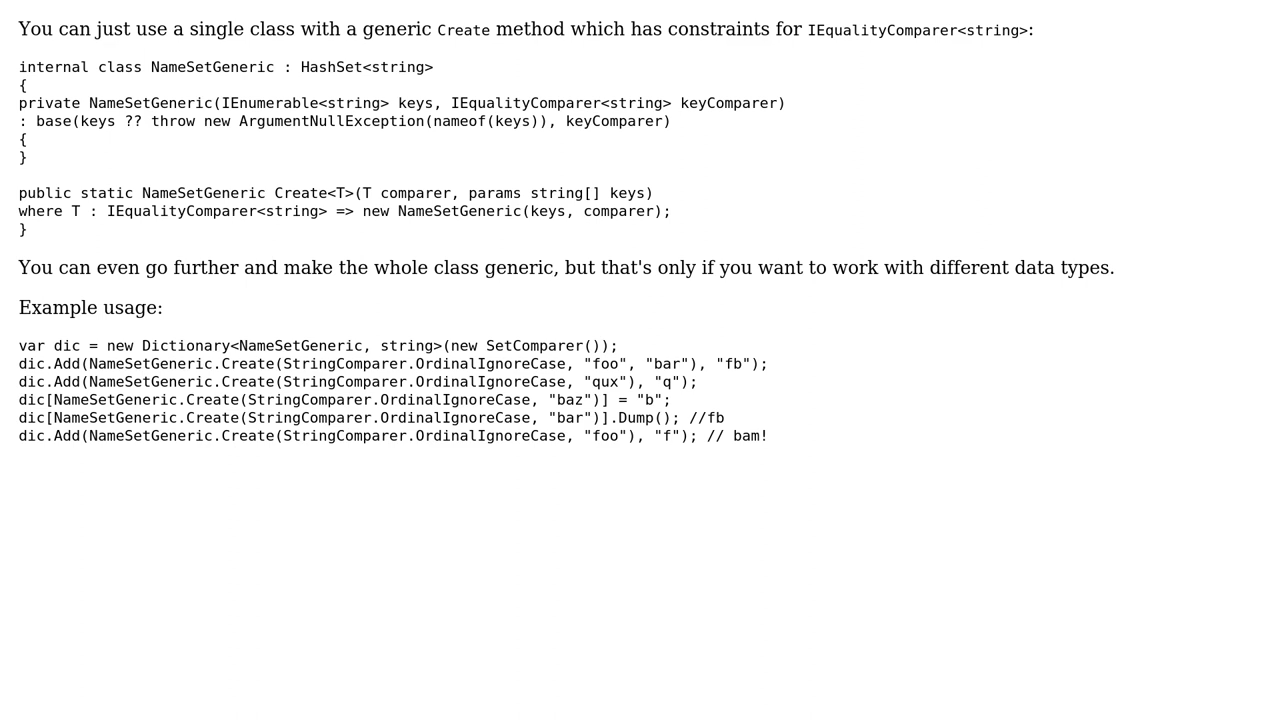 You can just use a single class with a generic Create method which has constraints for IEqualityComparer<string>:
internal class NameSetGeneric : HashSet<string>
{
private NameSetGeneric(IEnumerable<string> keys, IEqualityComparer<string> keyComparer)
: base(keys ?? throw new ArgumentNullException(nameof(keys)), keyComparer)
{
}
public static NameSetGeneric Create<T>(T comparer, params string[] keys)
where T : IEqualityComparer<string> => new NameSetGeneric(keys, comparer);
}
You can even go further and make the whole class generic, but that's only if you want to work with different data types.
Example usage:
var dic = new Dictionary<NameSetGeneric, string>(new SetComparer());
dic.Add(NameSetGeneric.Create(StringComparer.OrdinalIgnoreCase, "foo", "bar"), "fb");
dic.Add(NameSetGeneric.Create(StringComparer.OrdinalIgnoreCase, "qux"), "q");
dic[NameSetGeneric.Create(StringComparer.OrdinalIgnoreCase, "baz")] = "b";
dic[NameSetGeneric.Create(StringComparer.OrdinalIgnoreCase, "bar")].Dump(); //fb
dic.Add(NameSetGeneric.Create(StringComparer.OrdinalIgnoreCase, "foo"), "f"); // bam!